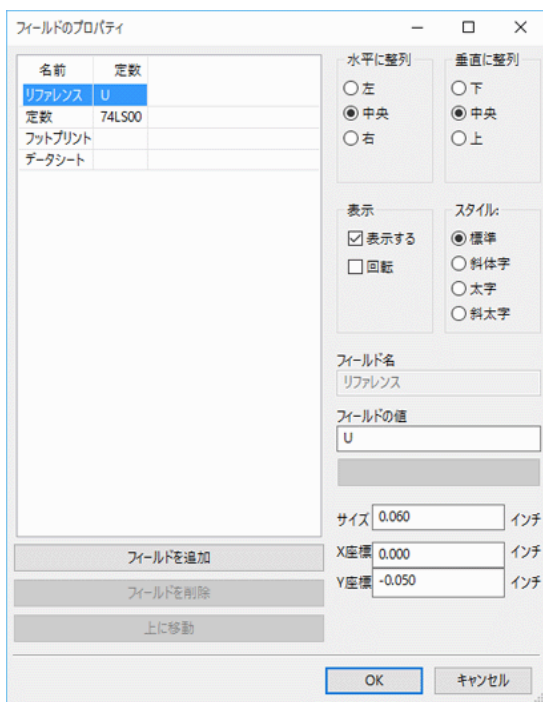 フィールドのプロパティ
名前 定数
リファレンス U
定数 74LS00
フットプリント
データシート
水平に整列
左
中央
右
垂直に整列
下
中央
上
表示
表示する
回転
スタイル:
標準
斜体字
太字
斜太字
フィールド名
リファレンス
フィールドの値
U
サイズ 0.060 インチ
X座標 0.000 インチ
Y座標 -0.050 インチ
フィールドを追加
フィールドを削除
上に移動
OK キャンセル